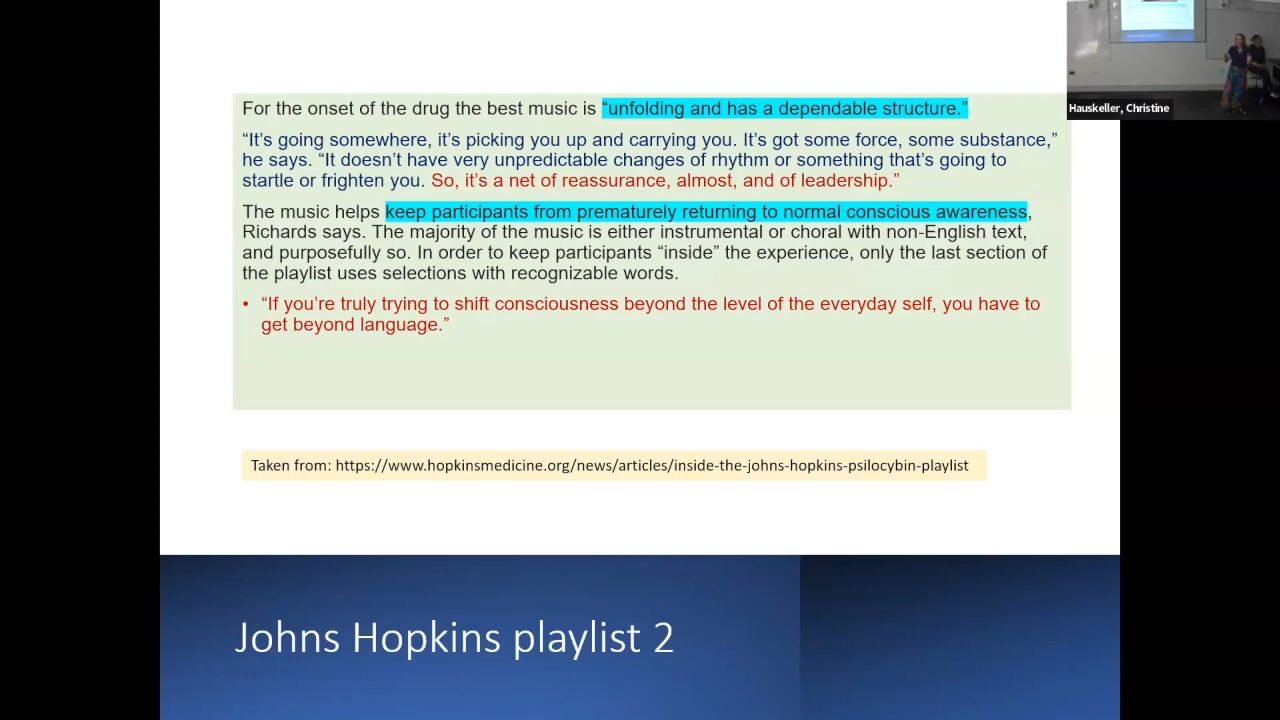 For the onset of the drug the best music is “unfolding and has a dependable structure.”
“It’s going somewhere, it’s picking you up and carrying you. It’s got some force, some substance,”
he says. “It doesn’t have very unpredictable changes of rhythm or something that’s going to
startle or frighten you. So, it’s a net of reassurance, almost, and of leadership.”
The music helps keep participants from prematurely returning to normal conscious awareness,
Richards says. The majority of the music is either instrumental or choral with non-English text,
and purposefully so. In order to keep participants “inside” the experience, only the last section of
the playlist uses selections with recognizable words.
• “If you’re truly trying to shift consciousness beyond the level of the everyday self, you have to
get beyond language.”
Taken from: https://www.hopkinsmedicine.org/news/articles/inside-the-johns-hopkins-psilocybin-playlist
Johns Hopkins playlist 2
Hauskeller, Christine